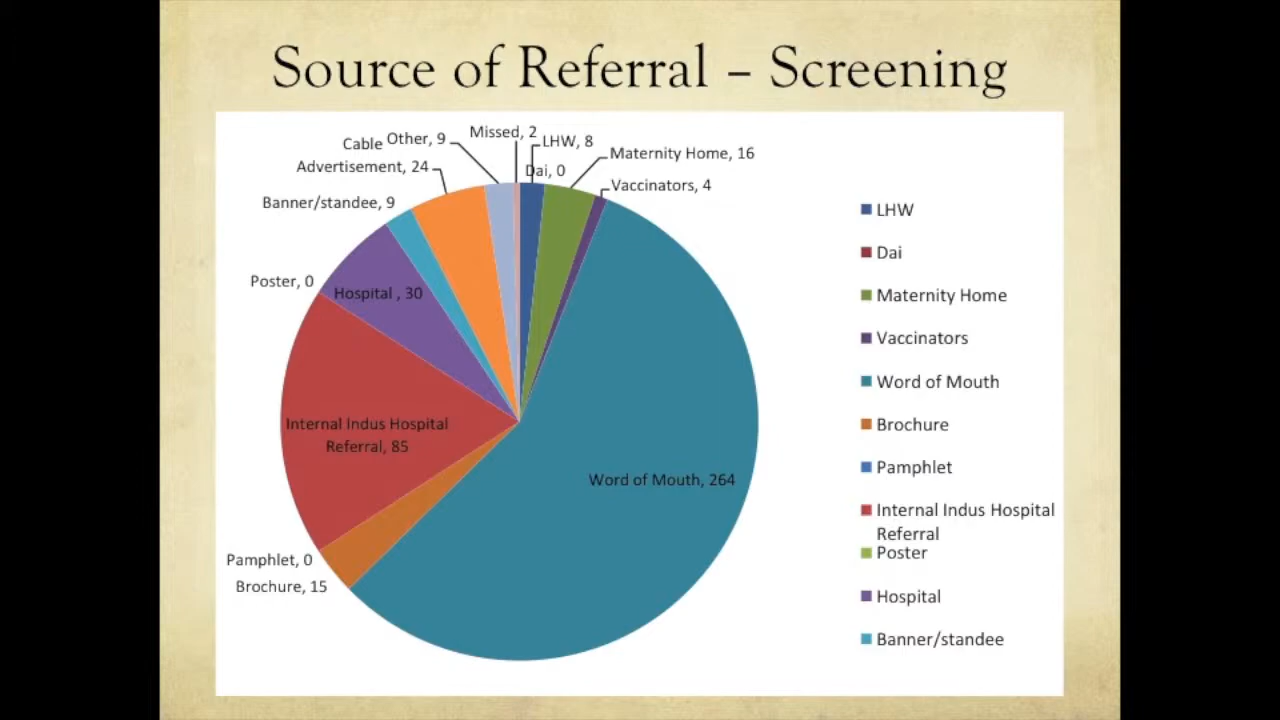 Source of Referral – Screening
Missed, 2
Cable
Other, 9
LHW, 8
Advertisement, 24
Maternity Home, 16
Dai, 0
Vaccinators, 4
Banner/standee, 9
Poster, 0
Hospital , 30
Internal Indus Hospital
Referral, 85
Word of Mouth, 264
Pamphlet, 0
Brochure, 15
LHW
Dai
Maternity Home
Vaccinators
Word of Mouth
Brochure
Pamphlet
Internal Indus Hospital
Referral
Poster
Hospital
Banner/standee